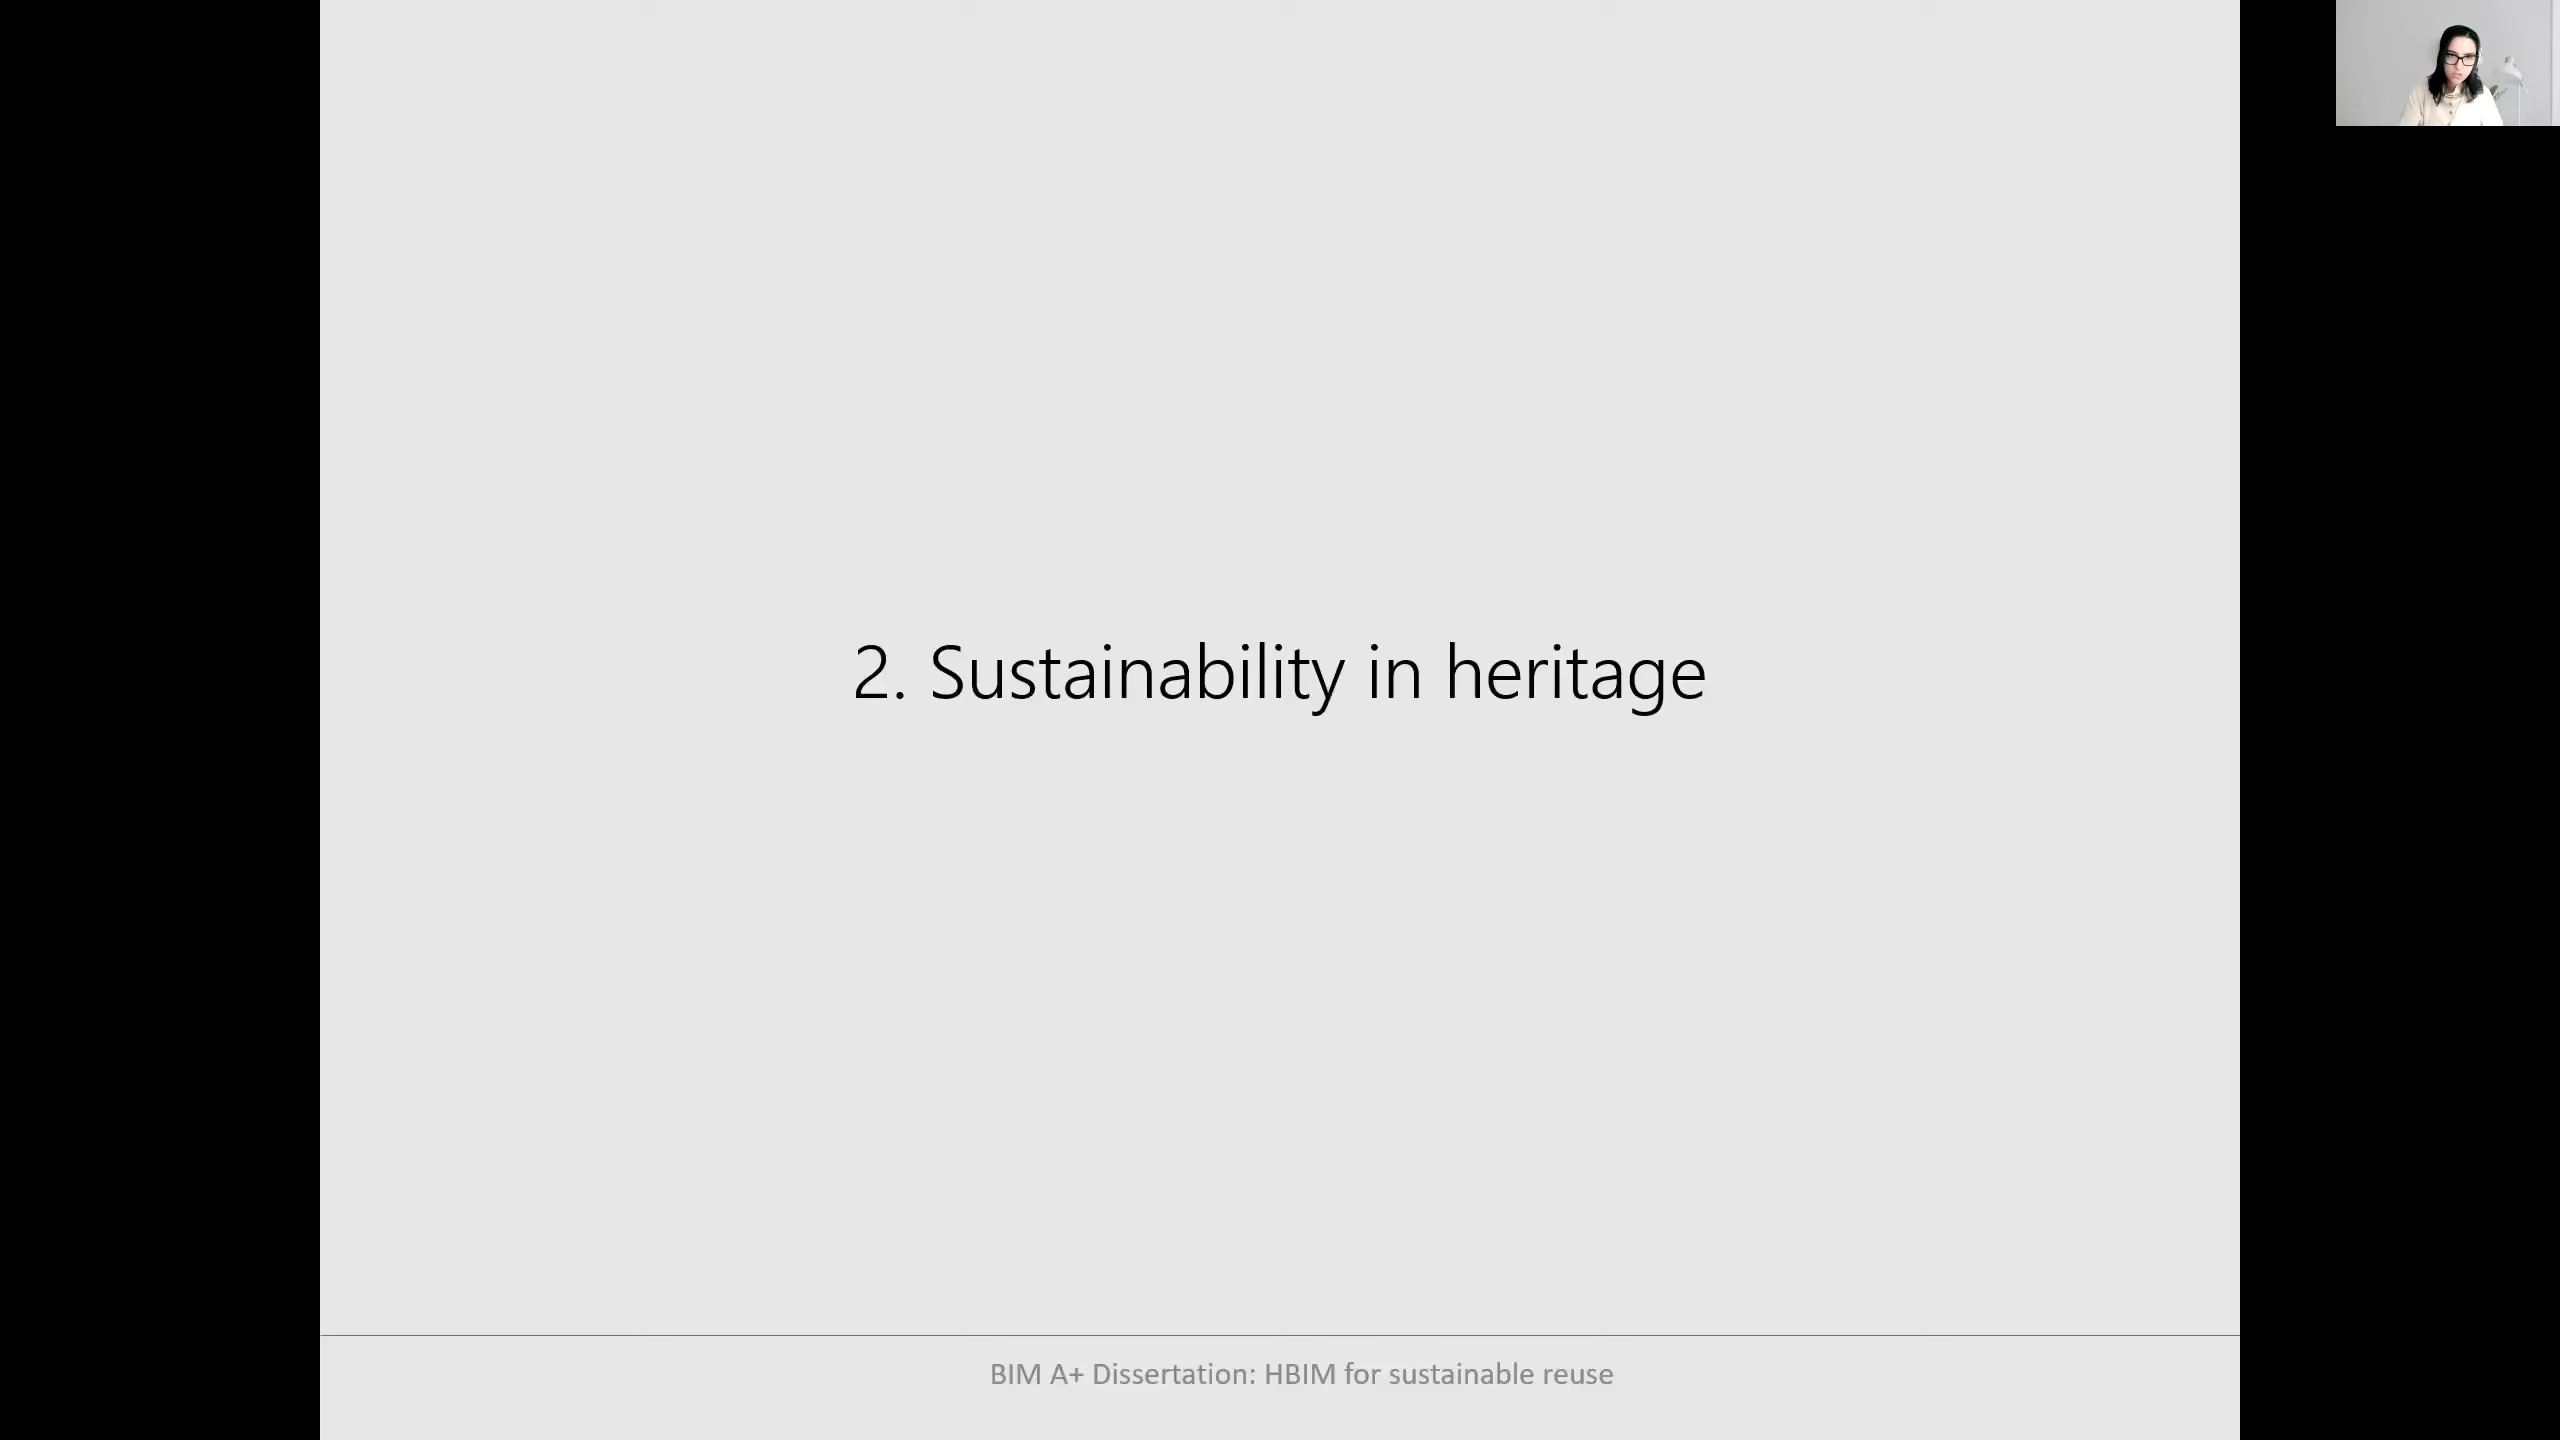 2. Sustainability in heritage
BIM A+ Dissertation: HBIM for sustainable reuse